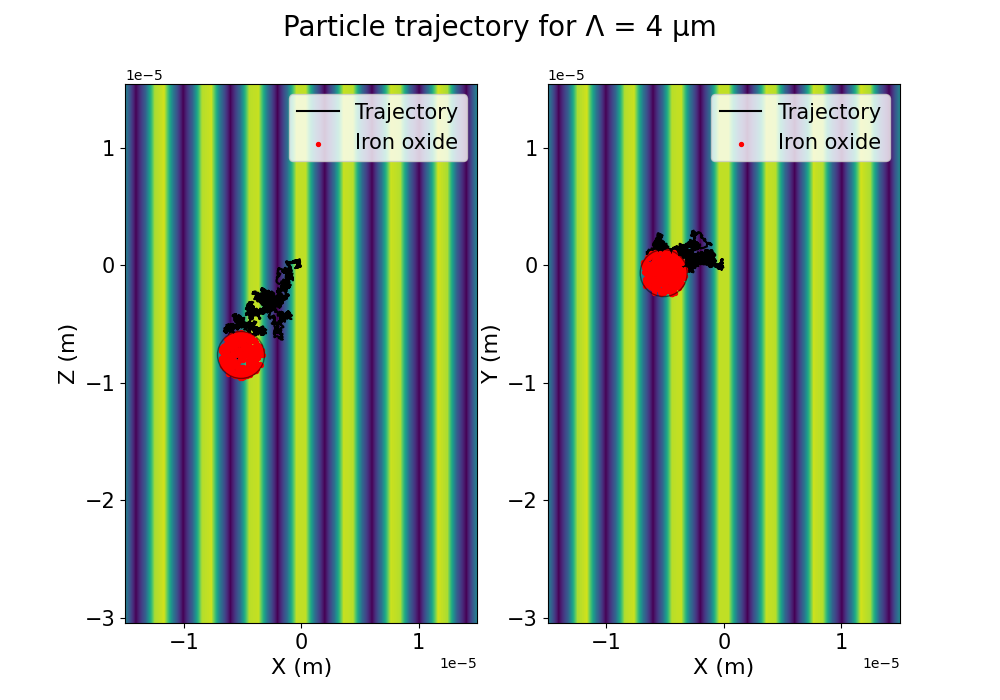 Particle trajectory for Λ = 4 µm
1e−5
Trajectory
Iron oxide
1
0
−1
−2
−3
Z (m)
−1
0
1
X (m)
1e−5
1e−5
Trajectory
Iron oxide
1
0
−1
−2
−3
Y (m)
−1
0
1
X (m)
1e−5